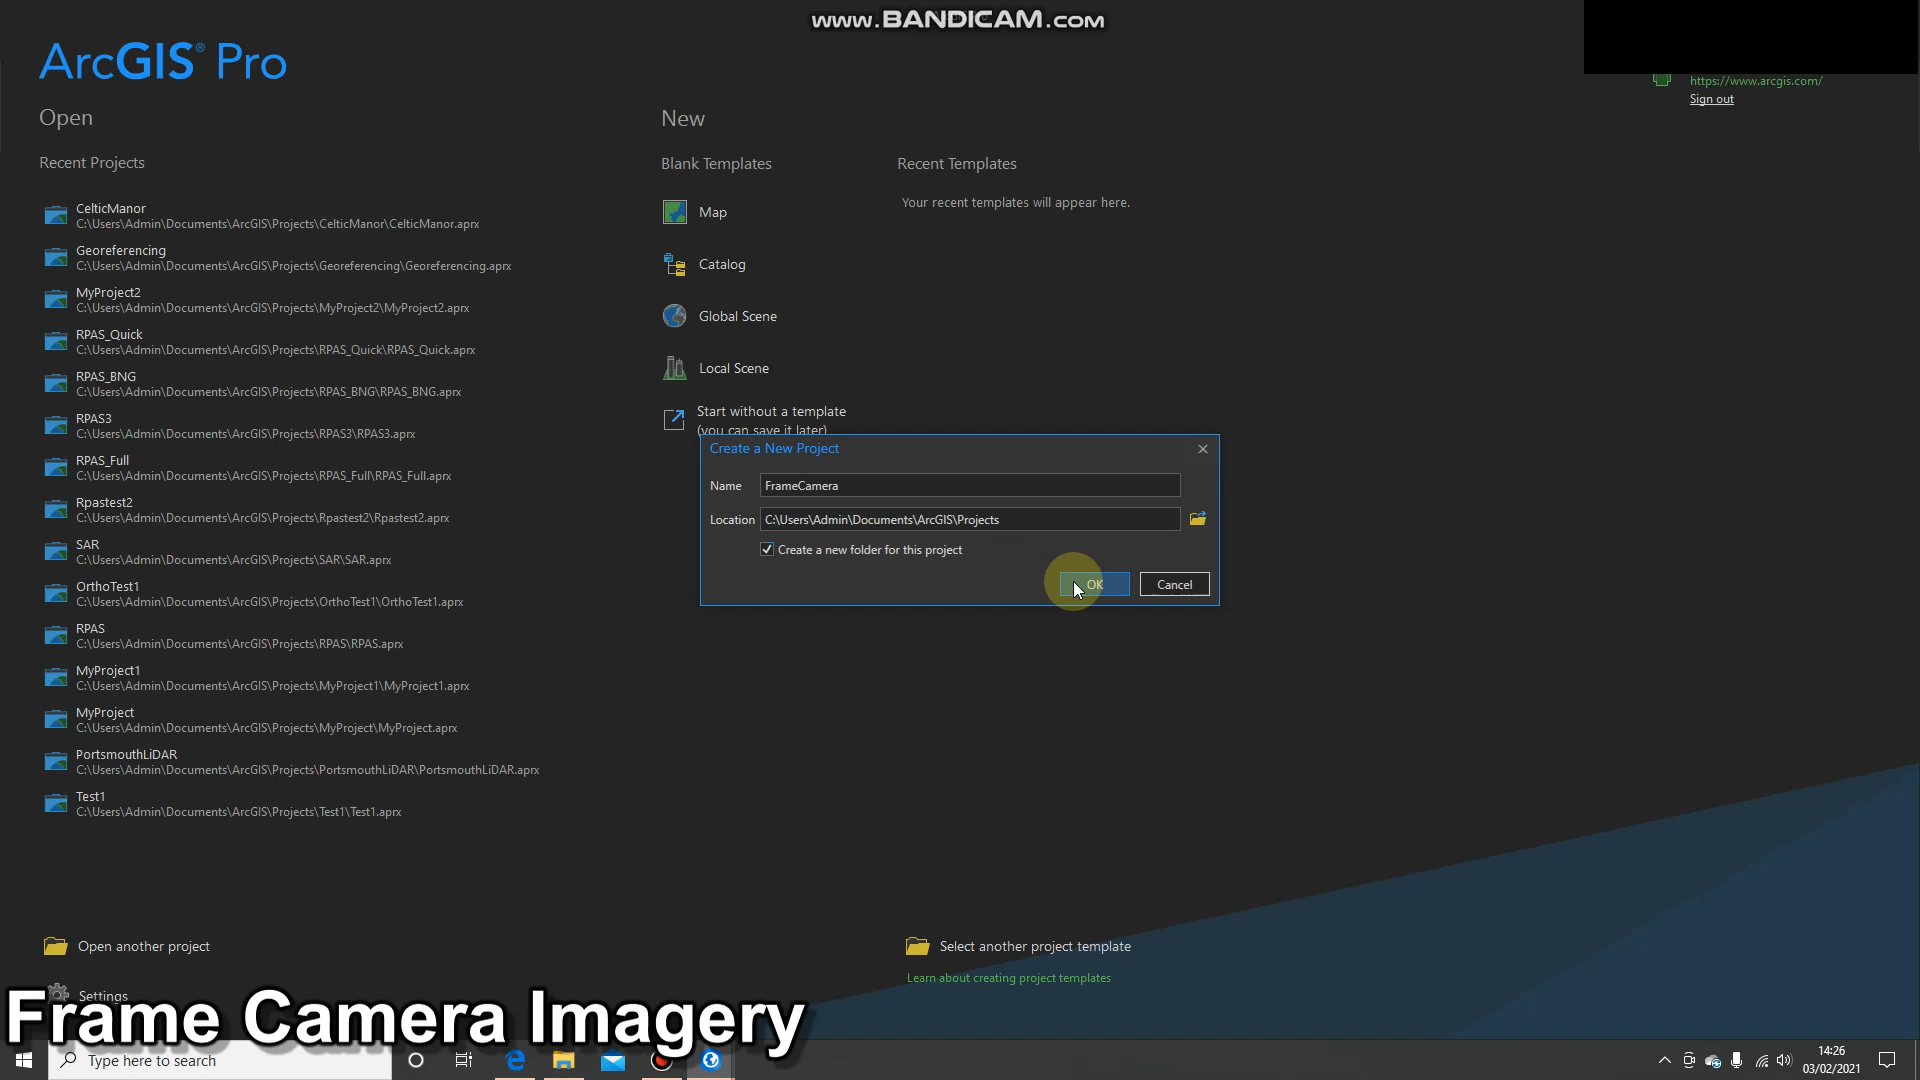 www.BANDICAM.com
ArcGIS® Pro
https://www.arcgis.com/
Sign out
Open
Recent Projects
CelticManor
C:\Users\Admin\Documents\ArcGIS\Projects\CelticManor\CelticManor.aprx
Georeferencing
C:\Users\Admin\Documents\ArcGIS\Projects\Georeferencing\Georeferencing.aprx
MyProject2
C:\Users\Admin\Documents\ArcGIS\Projects\MyProject2\MyProject2.aprx
RPAS_Quick
C:\Users\Admin\Documents\ArcGIS\Projects\RPAS_Quick\RPAS_Quick.aprx
RPAS_BNG
C:\Users\Admin\Documents\ArcGIS\Projects\RPAS_BNG\RPAS_BNG.aprx
RPAS3
C:\Users\Admin\Documents\ArcGIS\Projects\RPAS3\RPAS3.aprx
RPAS_Full
C:\Users\Admin\Documents\ArcGIS\Projects\RPAS_Full\RPAS_Full.aprx
Rpastest2
C:\Users\Admin\Documents\ArcGIS\Projects\Rpastest2\Rpastest2.aprx
SAR
C:\Users\Admin\Documents\ArcGIS\Projects\SAR\SAR.aprx
OrthoTest1
C:\Users\Admin\Documents\ArcGIS\Projects\OrthoTest1\OrthoTest1.aprx
RPAS
C:\Users\Admin\Documents\ArcGIS\Projects\RPAS\RPAS.aprx
MyProject1
C:\Users\Admin\Documents\ArcGIS\Projects\MyProject1\MyProject1.aprx
MyProject
C:\Users\Admin\Documents\ArcGIS\Projects\MyProject\MyProject.aprx
PortsmouthLiDAR
C:\Users\Admin\Documents\ArcGIS\Projects\PortsmouthLiDAR\PortsmouthLiDAR.aprx
Test1
C:\Users\Admin\Documents\ArcGIS\Projects\Test1\Test1.aprx
Open another project
Settings
New
Blank Templates
Map
Catalog
Global Scene
Local Scene
Start without a template
(you can save it later)
Recent Templates
Your recent templates will appear here.
Create a New Project
Name FrameCamera
Location C:\Users\Admin\Documents\ArcGIS\Projects
Create a new folder for this project
OK Cancel
Select another project template
Learn about creating project templates
Frame Camera Imagery
Type here to search
14:26
03/02/2021